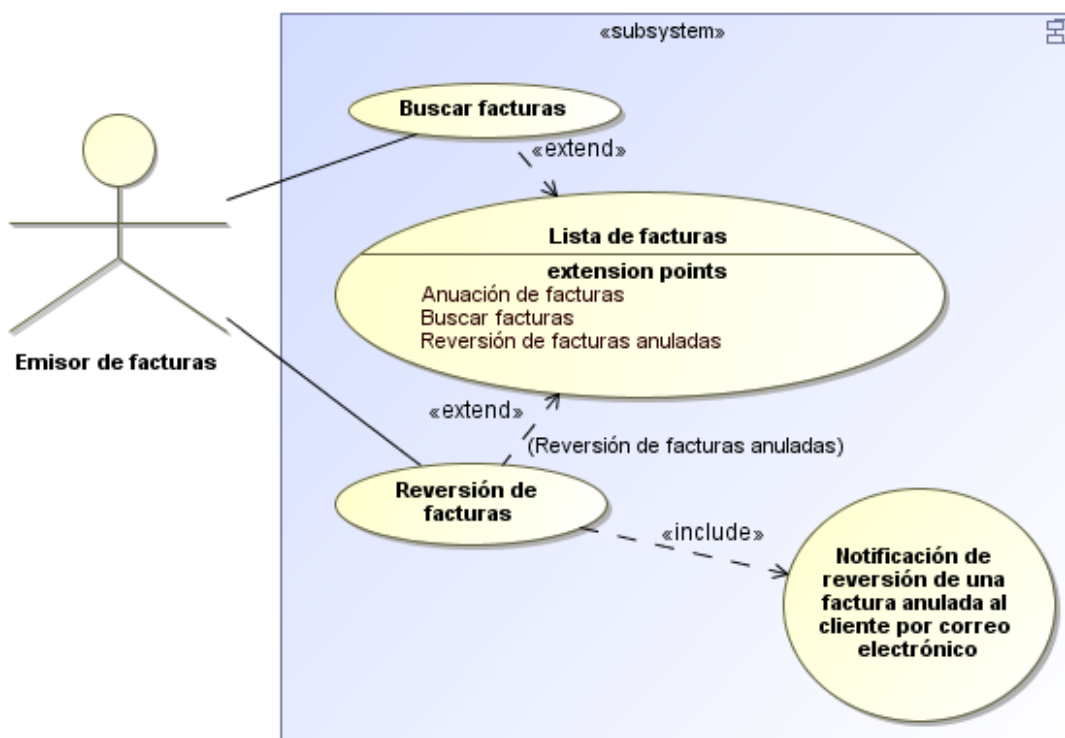 «subsystem»
Buscar facturas
«extend»
Lista de facturas
extension points
Anuación de facturas
Buscar facturas
Reversión de facturas anuladas
Emisor de facturas
«extend»
(Reversión de facturas anuladas)
Reversión de
facturas
«include»
Notificación de
reversión de una
factura anulada al
cliente por correo
electrónico